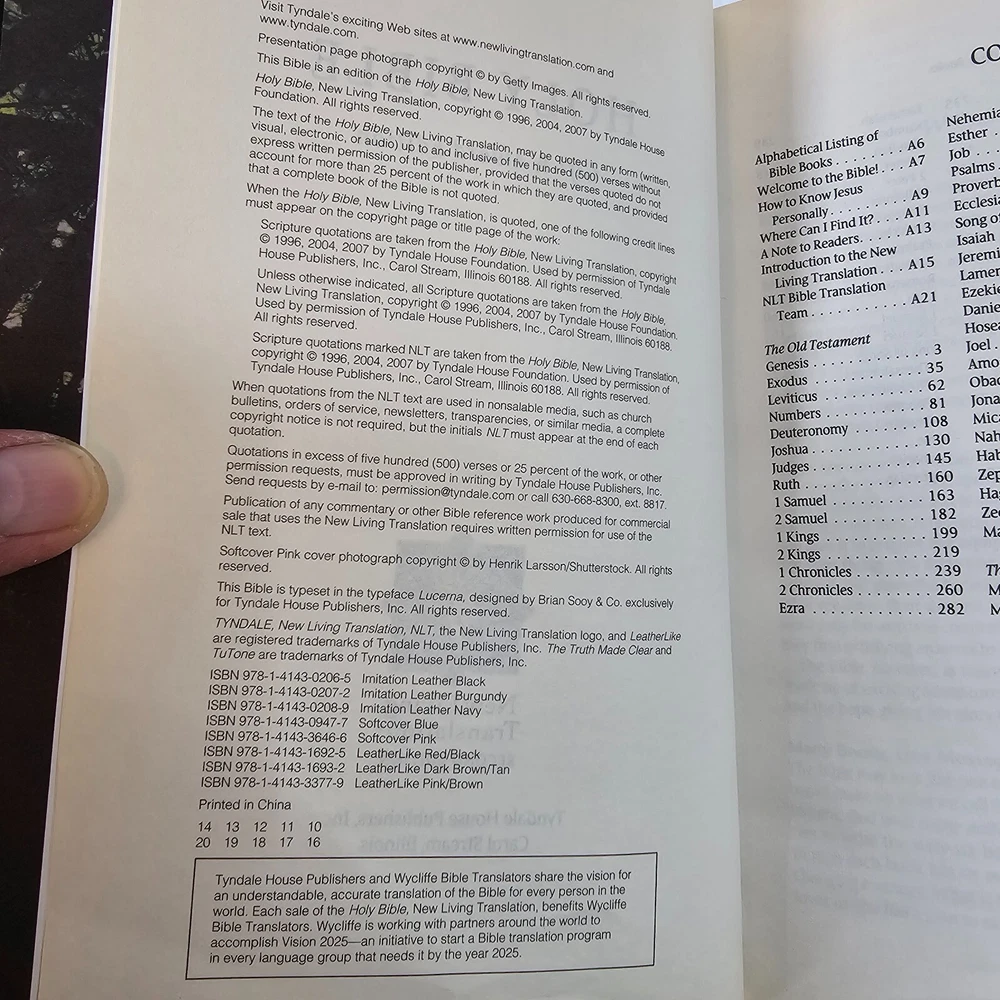 Visit Tyndale's exciting Web sites at www.newlivingtranslation.com and
www.tyndale.com.
Presentation page photograph copyright © by Getty Images. All rights reserved.
This Bible is an edition of the Holy Bible, New Living Translation.
Holy Bible, New Living Translation, copyright © 1996, 2004, 2007 by Tyndale House
Foundation. All rights reserved.
The text of the Holy Bible, New Living Translation, may be quoted in any form (written,
visual, electronic, or audio) up to and inclusive of five hundred (500) verses without
express written permission of the publisher, provided that the verses quoted do not
account for more than 25 percent of the work in which they are quoted, and provided
that a complete book of the Bible is not quoted.
When the Holy Bible, New Living Translation, is quoted, one of the following credit lines
must appear on the copyright page or title page of the work:
Scripture quotations are taken from the Holy Bible, New Living Translation, copyright
© 1996, 2004, 2007 by Tyndale House Foundation. Used by permission of Tyndale
House Publishers, Inc., Carol Stream, Illinois 60188. All rights reserved.
Unless otherwise indicated, all Scripture quotations are taken from the Holy Bible,
New Living Translation, copyright © 1996, 2004, 2007 by Tyndale House Foundation.
Used by permission of Tyndale House Publishers, Inc., Carol Stream, Illinois 60188.
All rights reserved.
Scripture quotations marked NLT are taken from the Holy Bible, New Living Translation,
copyright © 1996, 2004, 2007 by Tyndale House Foundation. Used by permission of
Tyndale House Publishers, Inc., Carol Stream, Illinois 60188. All rights reserved.
When quotations from the NLT text are used in nonsalable media, such as church
bulletins, orders of service, newsletters, transparencies, or similar media, a complete
copyright notice is not required, but the initials NLT must appear at the end of each
quotation.
Quotations in excess of five hundred (500) verses or 25 percent of the work, or other
permission requests, must be approved in writing by Tyndale House Publishers, Inc.
Send requests by e-mail to: permission@tyndale.com or call 630-668-8300, ext. 8817.
Publication of any commentary or other Bible reference work produced for commercial
sale that uses the New Living Translation requires written permission for use of the
NLT text.
Softcover Pink cover photograph copyright © by Henrik Larsson/Shutterstock. All rights
reserved.
This Bible is typeset in the typeface Lucerna, designed by Brian Sooy & Co. exclusively
for Tyndale House Publishers, Inc. All rights reserved.
TYNDALE, New Living Translation, NLT, the New Living Translation logo, and LeatherLike
are registered trademarks of Tyndale House Publishers, Inc. The Truth Made Clear and
TuTone are trademarks of Tyndale House Publishers, Inc.
ISBN 978-1-4143-0206-5 Imitation Leather Black
ISBN 978-1-4143-0207-2 Imitation Leather Burgundy
ISBN 978-1-4143-0208-9 Imitation Leather Navy
ISBN 978-1-4143-0947-7 Softcover Blue
ISBN 978-1-4143-3646-6 Softcover Pink
ISBN 978-1-4143-1692-5 LeatherLike Red/Black
ISBN 978-1-4143-1693-2 LeatherLike Dark Brown/Tan
ISBN 978-1-4143-3377-9 LeatherLike Pink/Brown
Printed in China
14 13 12 11 10
20 19 18 17 16
Tyndale House Publishers and Wycliffe Bible Translators share the vision for
an understandable, accurate translation of the Bible for every person in the
world. Each sale of the Holy Bible, New Living Translation, benefits Wycliffe
Bible Translators. Wycliffe is working with partners around the world to
accomplish Vision 2025—an initiative to start a Bible translation program
in every language group that needs it by the year 2025.
CO
Alphabetical Listing of
Bible Books . . . . . . . . A6
Welcome to the Bible! . . . A7
How to Know Jesus
Personally. . . . . . . . . A9
Where Can I Find It? . . . A11
A Note to Readers. . . . . A13
Introduction to the New
Living Translation . . . A15
NLT Bible Translation
Team . . . . . . . . . . . A21
The Old Testament
Genesis . . . . . . . . . . . 3
Exodus . . . . . . . . . . . 35
Leviticus . . . . . . . . . . 62
Numbers . . . . . . . . . . 81
Deuteronomy . . . . . . . 108
Joshua . . . . . . . . . . . 130
Judges . . . . . . . . . . . 145
Ruth . . . . . . . . . . . . 160
1 Samuel . . . . . . . . . . 163
2 Samuel . . . . . . . . . . 182
1 Kings . . . . . . . . . . . 199
2 Kings . . . . . . . . . . . 219
1 Chronicles . . . . . . . . 239
2 Chronicles . . . . . . . . 260
Ezra . . . . . . . . . . . . 282
Nehemia
Esther .
Job . .
Psalms .
Proverb
Ecclesia
Song of
Isaiah
Jeremi
Lamen
Ezekie
Danie
Hosea
Joel .
Amo
Obad
Jona
Mica
Nah
Hab
Zep
Hag
Zec
Ma
Th
M
M